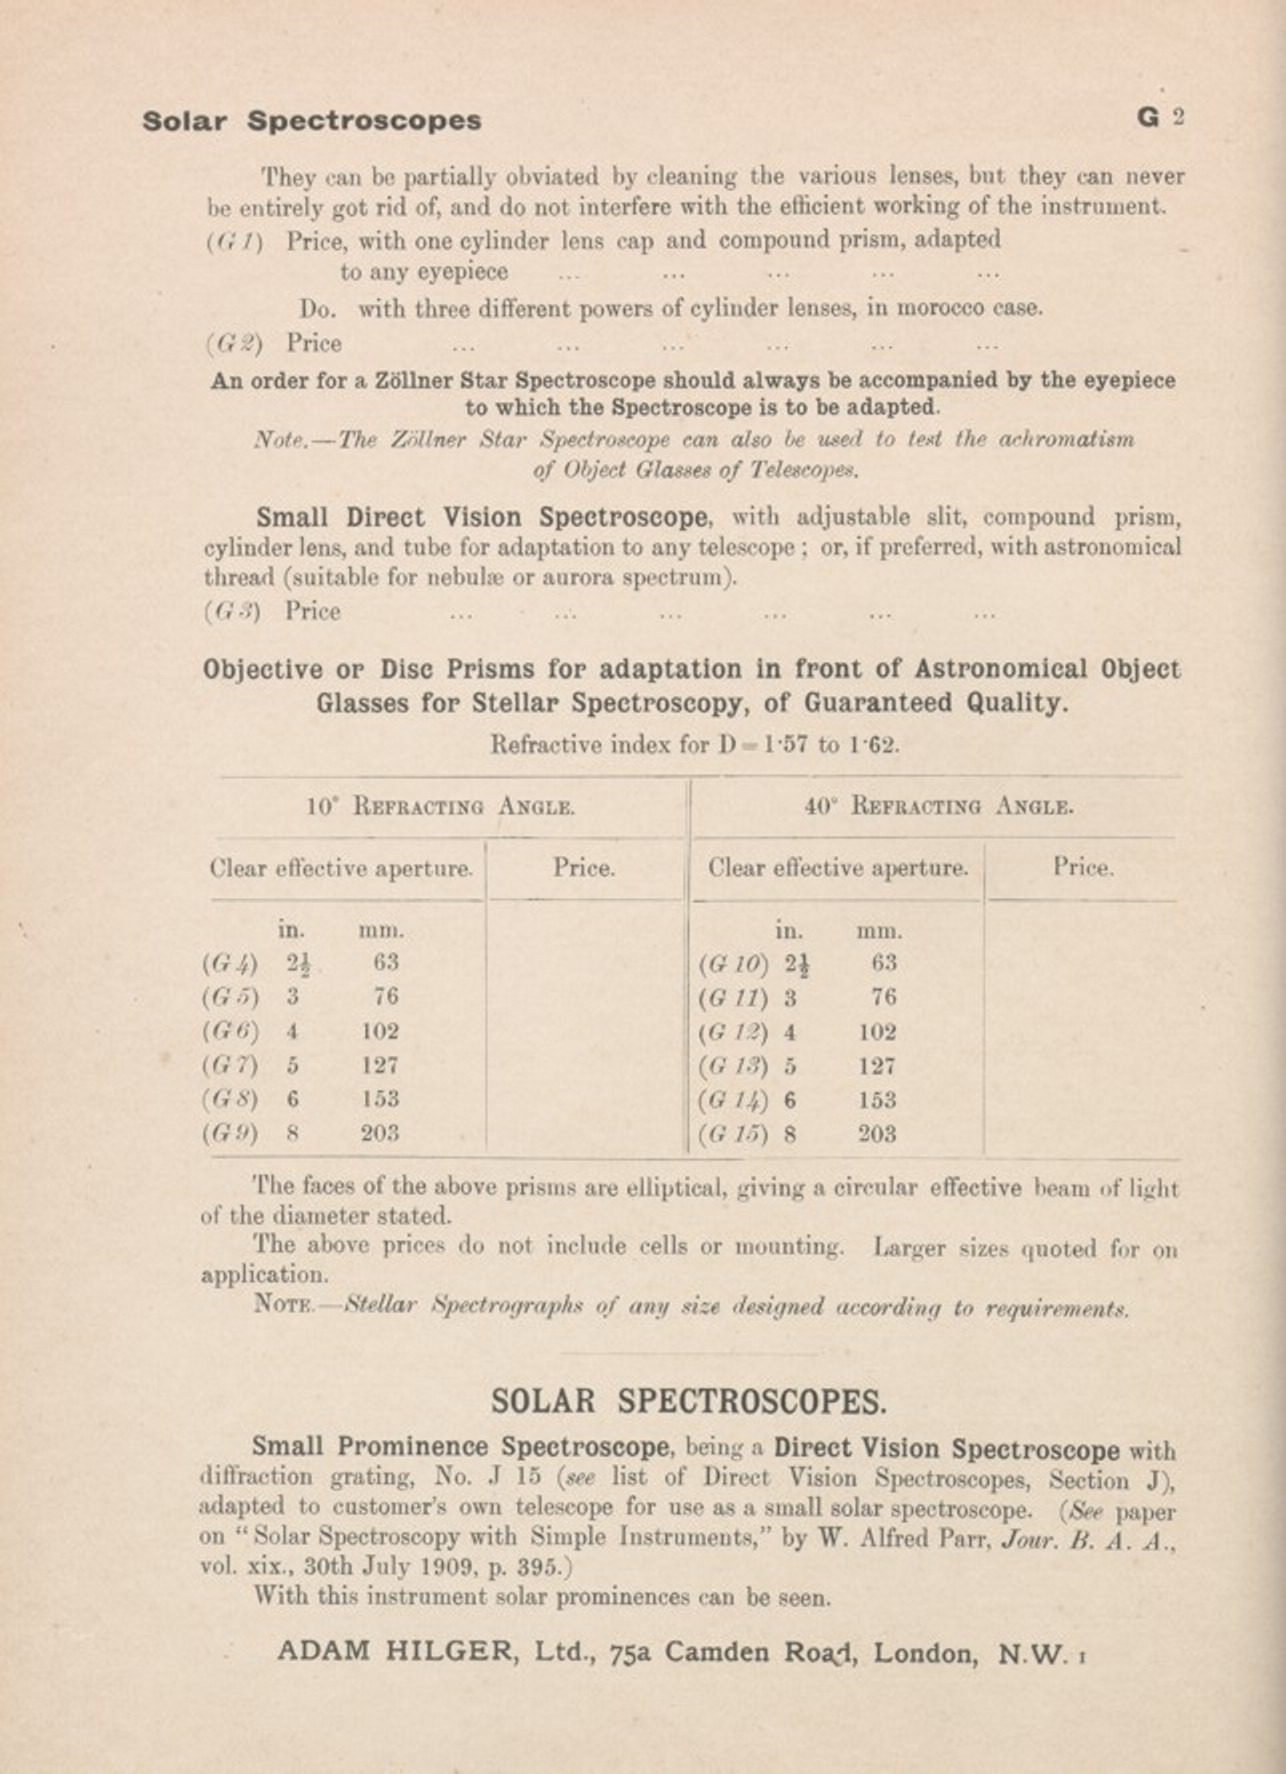 Solar Spectroscopes G 2
They can be partially obviated by cleaning the various lenses, but they can never
be entirely got rid of, and do not interfere with the efficient working of the instrument.
(G 1) Price, with one cylinder lens cap and compound prism, adapted
to any eyepiece ... ... ... ... ...
Do. with three different powers of cylinder lenses, in morocco case.
(G 2) Price ... ... ... ... ... ...
An order for a Zöllner Star Spectroscope should always be accompanied by the eyepiece
to which the Spectroscope is to be adapted.
Note.—The Zöllner Star Spectroscope can also be used to test the achromatism
of Object Glasses of Telescopes.
Small Direct Vision Spectroscope, with adjustable slit, compound prism,
cylinder lens, and tube for adaptation to any telescope ; or, if preferred, with astronomical
thread (suitable for nebulæ or aurora spectrum).
(G 3) Price ... ... ... ... ... ...
Objective or Disc Prisms for adaptation in front of Astronomical Object
Glasses for Stellar Spectroscopy, of Guaranteed Quality.
Refractive index for D = 1·57 to 1·62.
10° REFRACTING ANGLE. 40° REFRACTING ANGLE.
Clear effective aperture. Price. Clear effective aperture. Price.
in. mm. in. mm.
(G 4) 2½ 63 (G 10) 2½ 63
(G 5) 3 76 (G 11) 3 76
(G 6) 4 102 (G 12) 4 102
(G 7) 5 127 (G 13) 5 127
(G 8) 6 153 (G 14) 6 153
(G 9) 8 203 (G 15) 8 203
The faces of the above prisms are elliptical, giving a circular effective beam of light
of the diameter stated.
The above prices do not include cells or mounting. Larger sizes quoted for on
application.
NOTE.—Stellar Spectrographs of any size designed according to requirements.
SOLAR SPECTROSCOPES.
Small Prominence Spectroscope, being a Direct Vision Spectroscope with
diffraction grating, No. J 15 (see list of Direct Vision Spectroscopes, Section J),
adapted to customer's own telescope for use as a small solar spectroscope. (See paper
on “ Solar Spectroscopy with Simple Instruments,” by W. Alfred Parr, Jour. B. A. A.,
vol. xix., 30th July 1909, p. 395.)
With this instrument solar prominences can be seen.
ADAM HILGER, Ltd., 75a Camden Road, London, N.W. 1